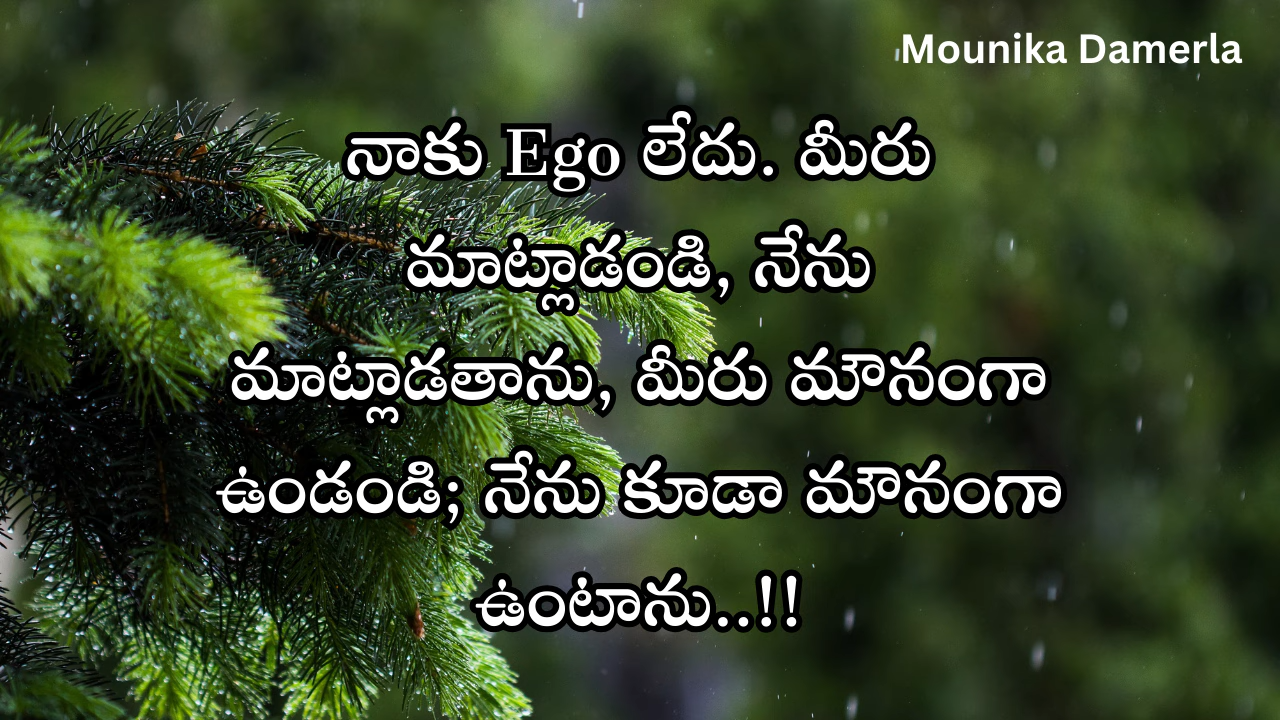 Mounika Damerla
నాకు Ego లేదు. మీరు
మాట్లాడండి, నేను
మాట్లాడతాను, మీరు మౌనంగా
ఉండండి; నేను కూడా మౌనంగా
ఉంటాను..!!